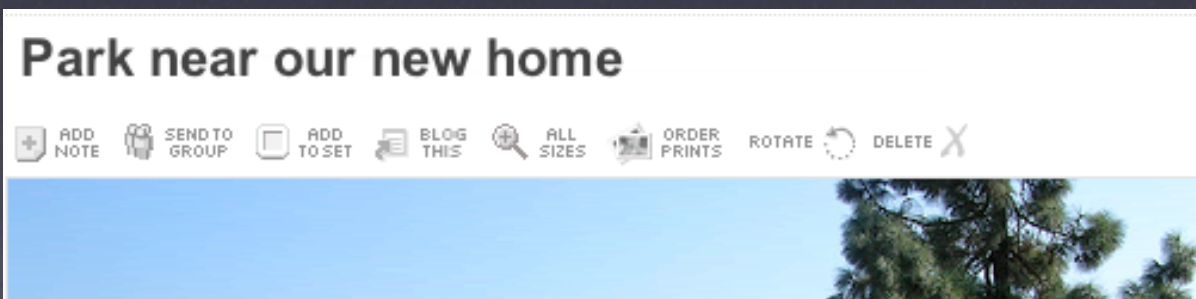 Park near our new home
ADD NOTE
SEND TO GROUP
ADD TO SET
BLOG THIS
ALL SIZES
ORDER PRINTS
ROTATE
DELETE